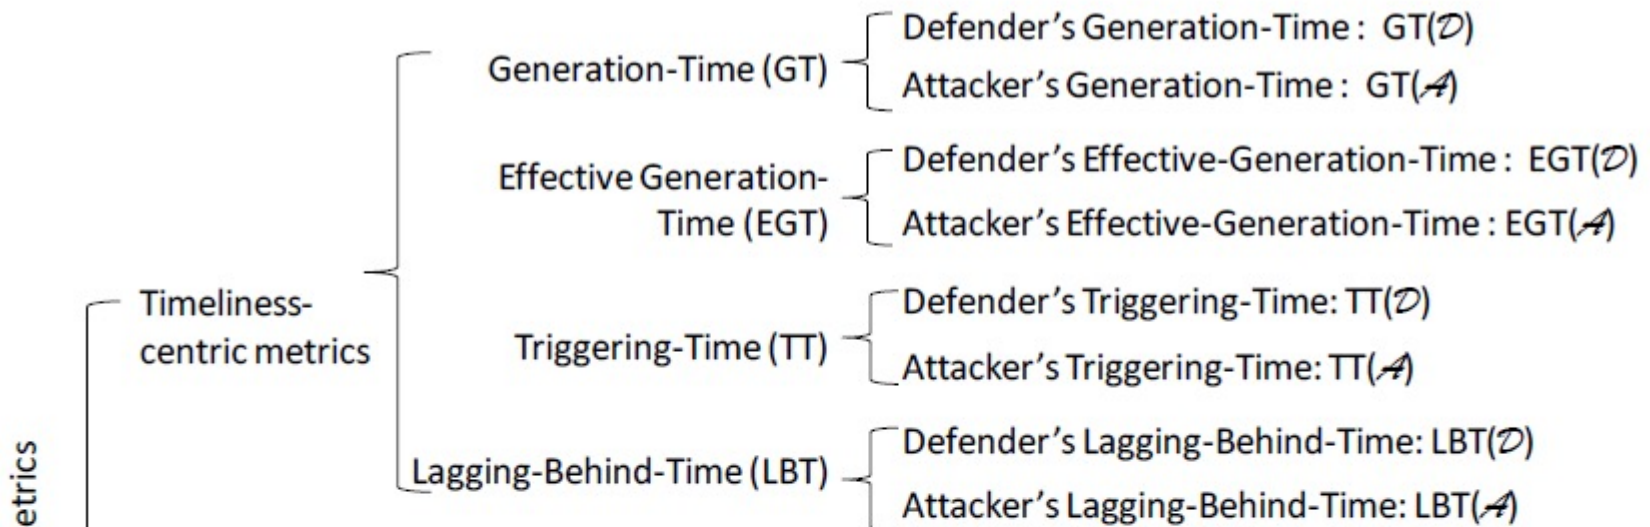 Defender’s Generation-Time : GT(𝒟)
Generation-Time (GT)
Attacker’s Generation-Time : GT(𝒜)
Defender’s Effective-Generation-Time : EGT(𝒟)
Effective Generation-
Time (EGT)
Attacker’s Effective-Generation-Time : EGT(𝒜)
Timeliness-
centric metrics
Defender’s Triggering-Time: TT(𝒟)
Triggering-Time (TT)
Attacker’s Triggering-Time: TT(𝒜)
Defender’s Lagging-Behind-Time: LBT(𝒟)
Lagging-Behind-Time (LBT)
Attacker’s Lagging-Behind-Time: LBT(𝒜)
etrics